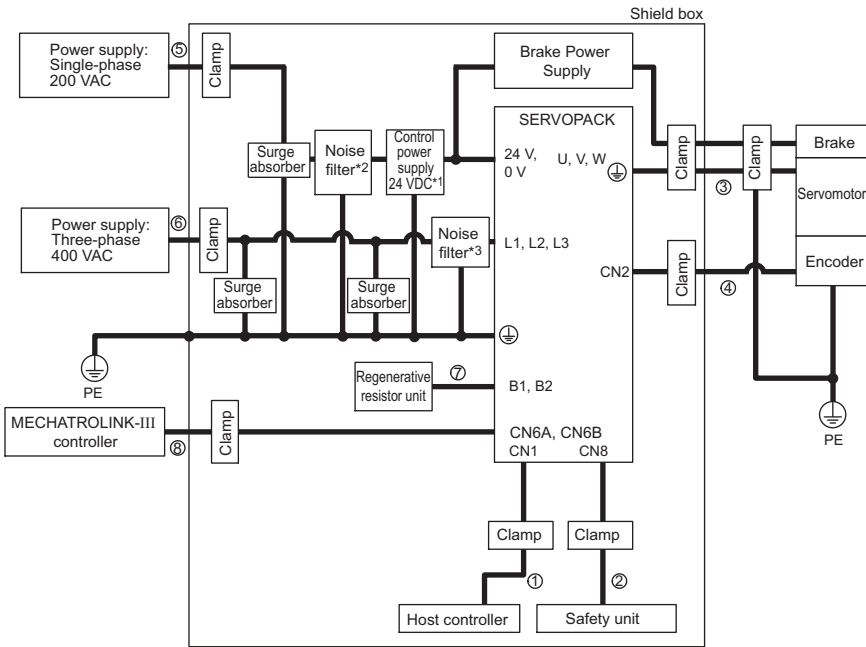 Shield box
Power supply:
Single-phase
200 VAC
⑤
Clamp
Brake Power
Supply
SERVOPACK
Surge
absorber
Noise
filter*2
Control
power
supply
24 VDC*1
24 V,
0 V
U, V, W
Clamp
③
Clamp
Brake
Servomotor
Power supply:
Three-phase
400 VAC
⑥
Clamp
Noise
filter*3
L1, L2, L3
Surge
absorber
Surge
absorber
CN2
Clamp
④
Encoder
PE
Regenerative
resistor unit
⑦
B1, B2
PE
MECHATROLINK-III
controller
⑧
Clamp
CN6A, CN6B
CN1
CN8
Clamp
Clamp
①
②
Host controller
Safety unit